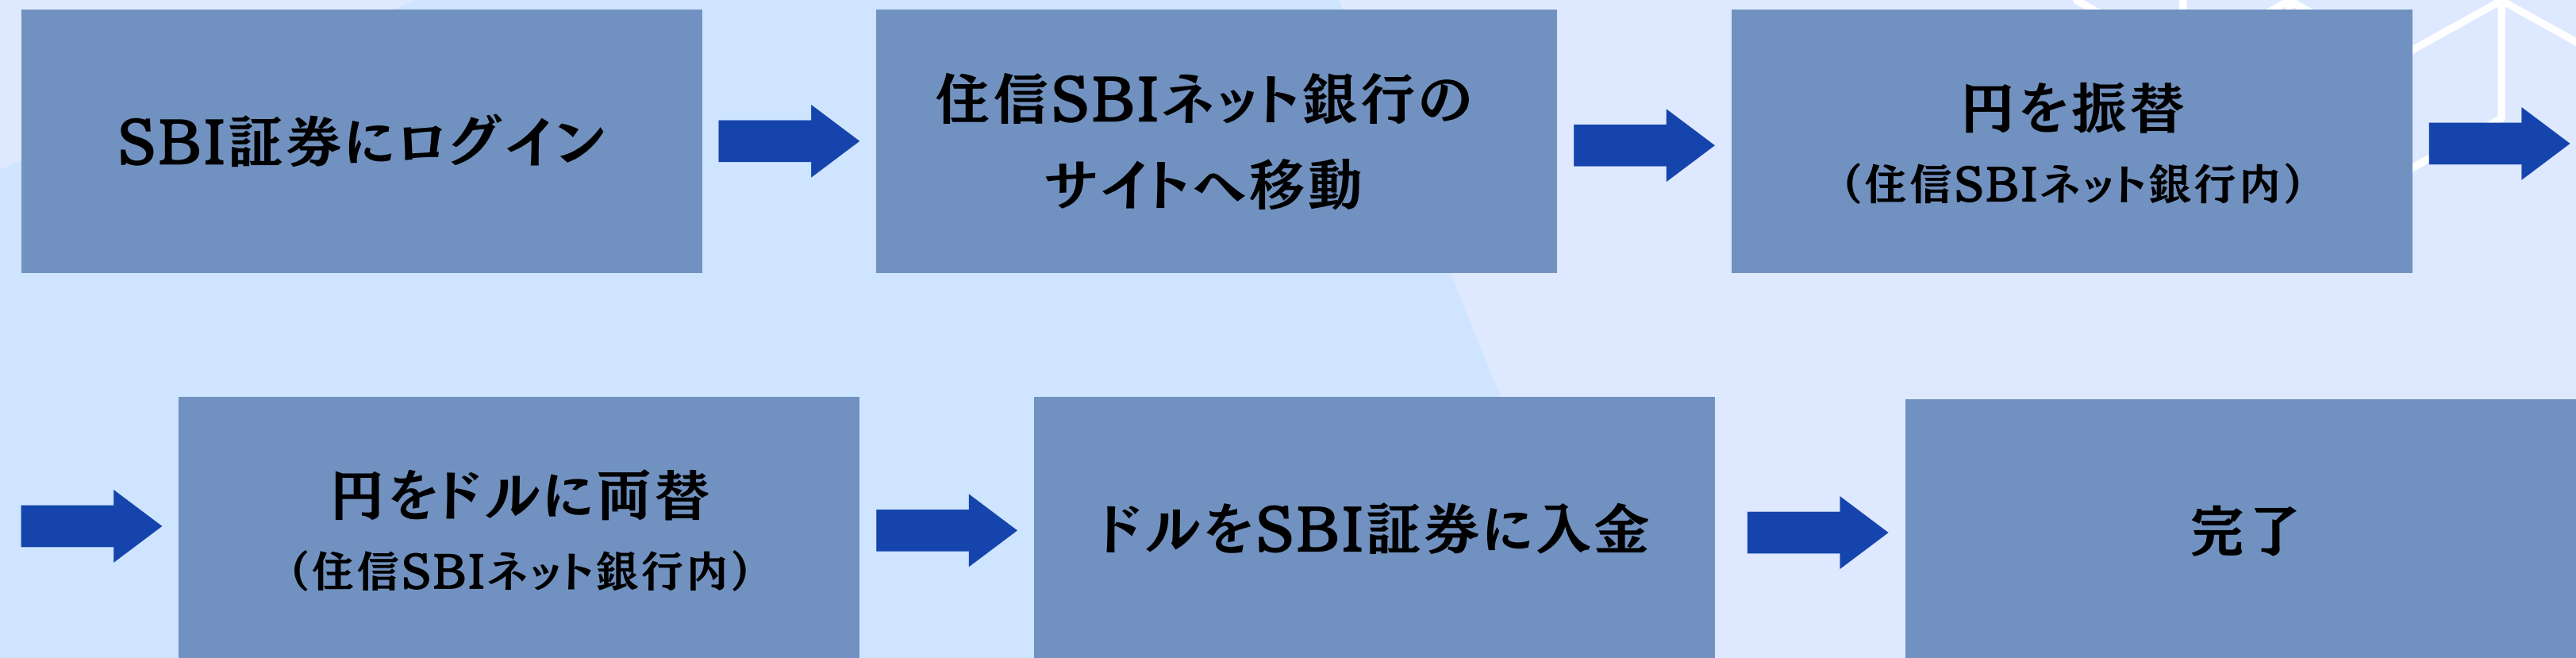 SBI証券にログイン
住信SBIネット銀行の
サイトへ移動
円を振替
（住信SBIネット銀行内）
円をドルに両替
（住信SBIネット銀行内）
ドルをSBI証券に入金
完了